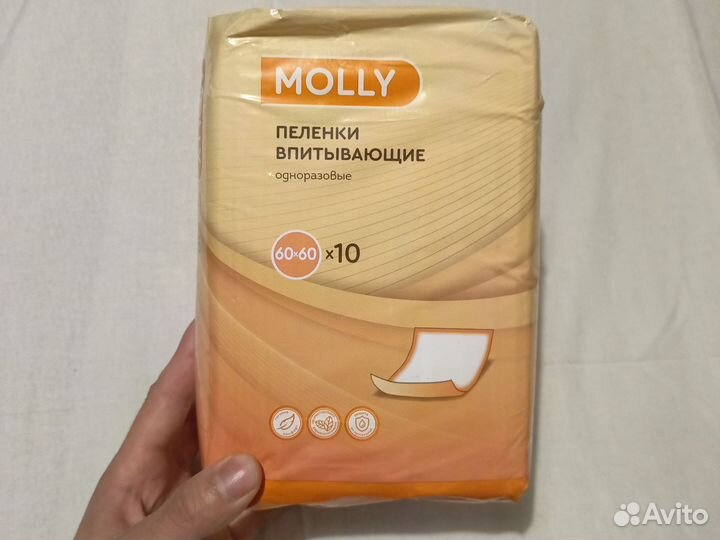 MOLLY
ПЕЛЕНКИ
ВПИТЫВАЮЩИЕ
одноразовые
60×60 ×10
Avito